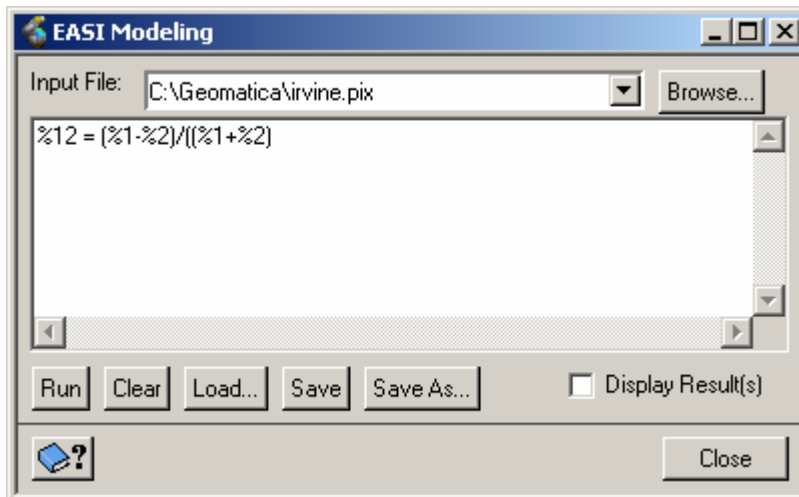 EASI Modeling
Input File: C:\Geomatica\irvine.pix Browse...
%12 = (%1-%2)/((%1+%2)
Run Clear Load... Save Save As... Display Result(s)
? Close